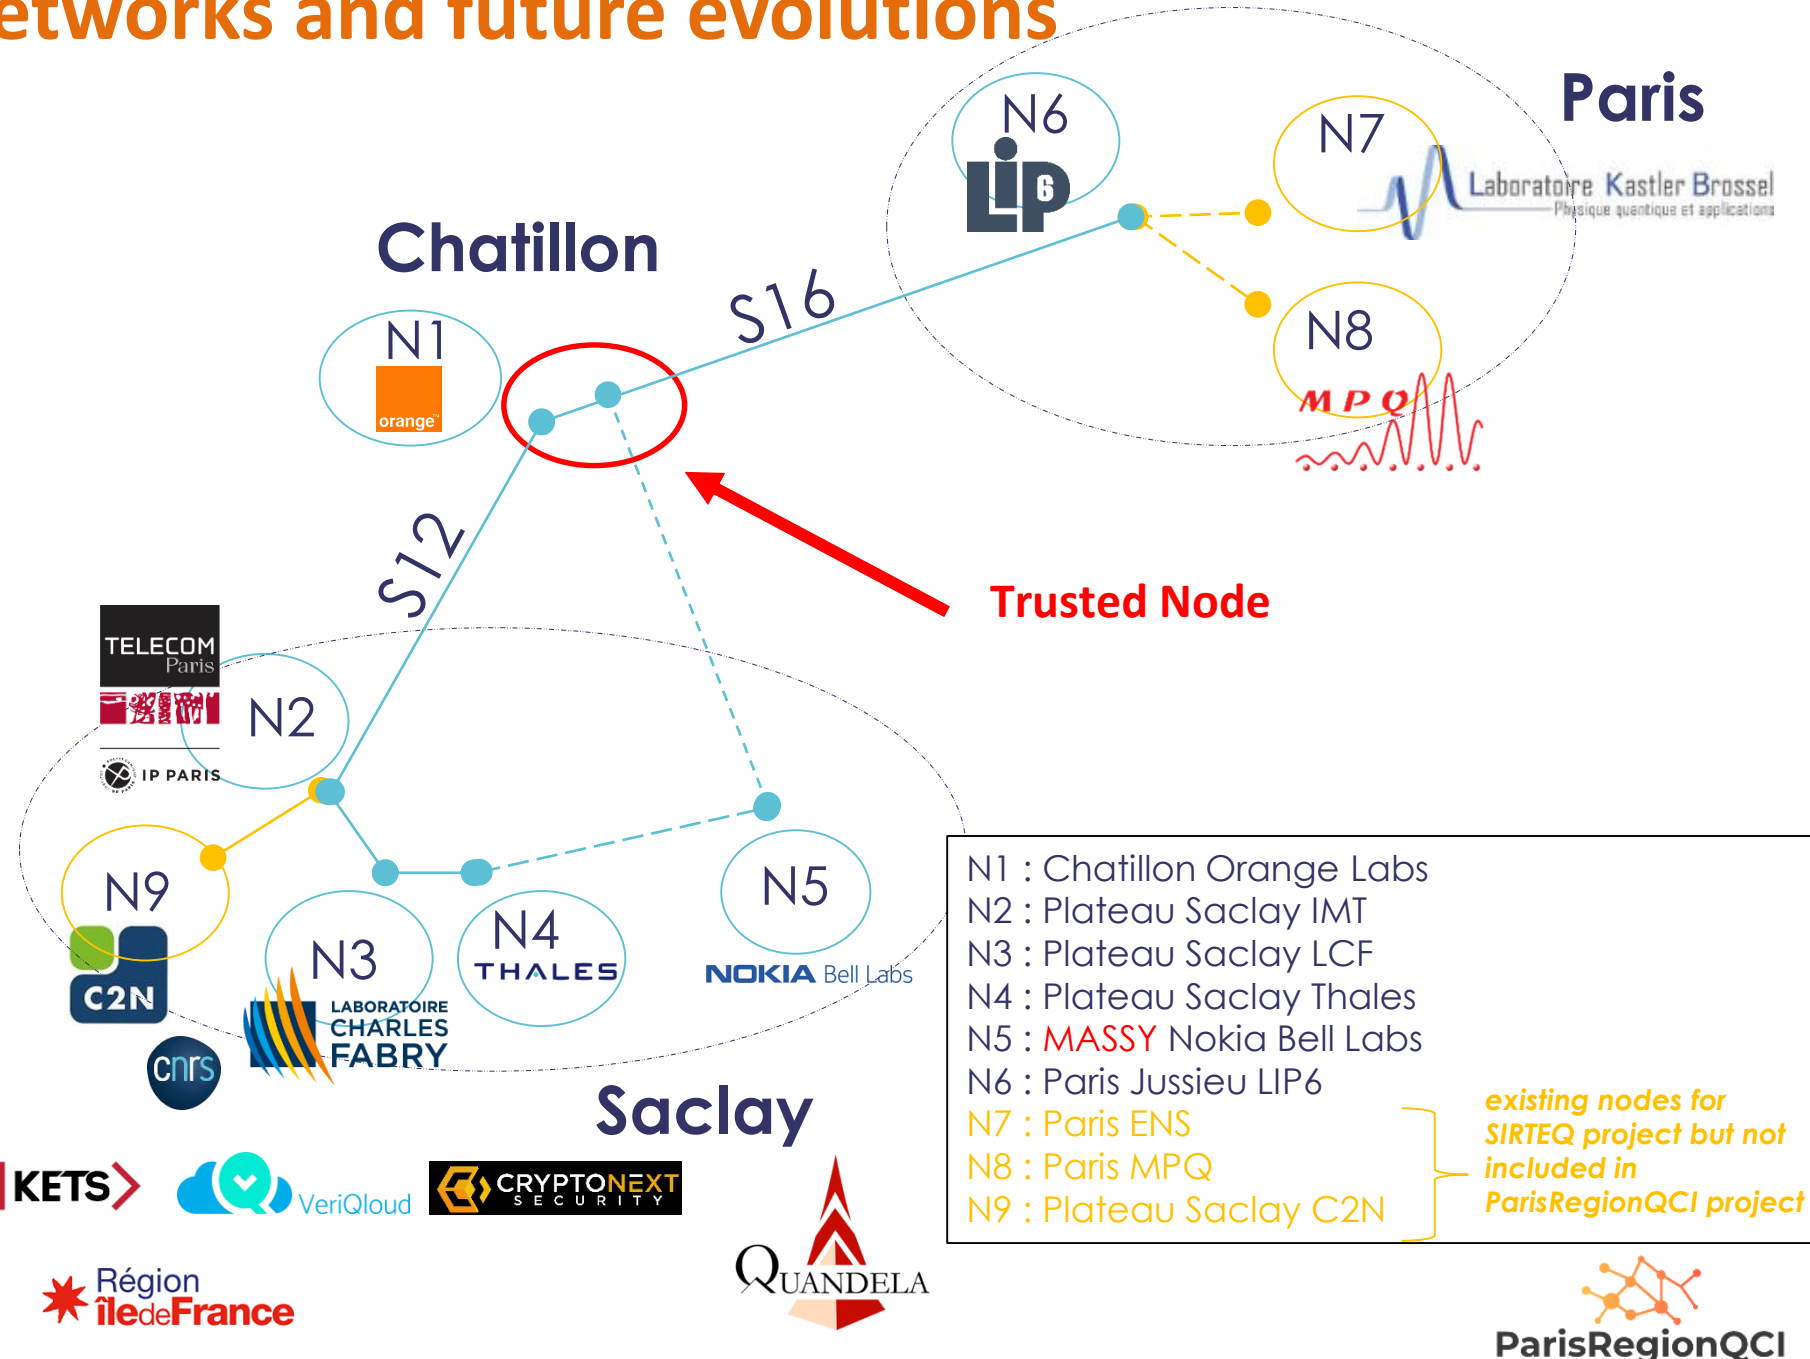 etworks and future evolutions
Paris
N6
LIP
6
N7
Laboratoire Kastler Brossel
Physique quantique et applications
Chatillon
S16
N1
orange
N8
MPQ
S12
Trusted Node
TELECOM
Paris
N2
IP PARIS
N9
C2N
cnrs
N3
LABORATOIRE
CHARLES
FABRY
N4
THALES
N5
NOKIA Bell Labs
Saclay
N1 : Chatillon Orange Labs
N2 : Plateau Saclay IMT
N3 : Plateau Saclay LCF
N4 : Plateau Saclay Thales
N5 : MASSY Nokia Bell Labs
N6 : Paris Jussieu LIP6
N7 : Paris ENS
N8 : Paris MPQ
N9 : Plateau Saclay C2N
existing nodes for
SIRTEQ project but not
included in
ParisRegionQCI project
KETS
VeriQloud
CRYPTONEXT
SECURITY
QUANDELA
Région
îledeFrance
ParisRegionQCI